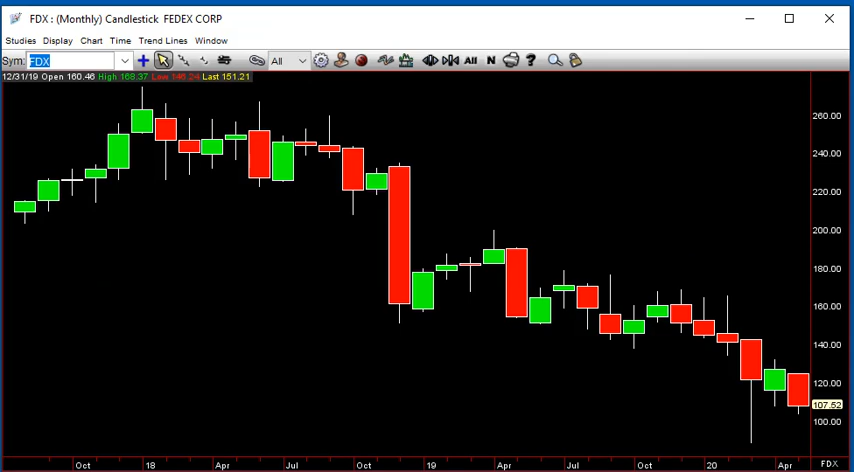 FDX : (Monthly) Candlestick FEDEX CORP
Studies Display Chart Time Trend Lines Window
Sym: FDX All All N ?
12/31/19 Open 160.46 High 168.37 Low 146.24 Last 151.21
260.00
240.00
220.00
200.00
180.00
160.00
140.00
120.00
107.52
100.00
Oct 18 Apr Jul Oct 19 Apr Jul Oct 20 Apr FDX